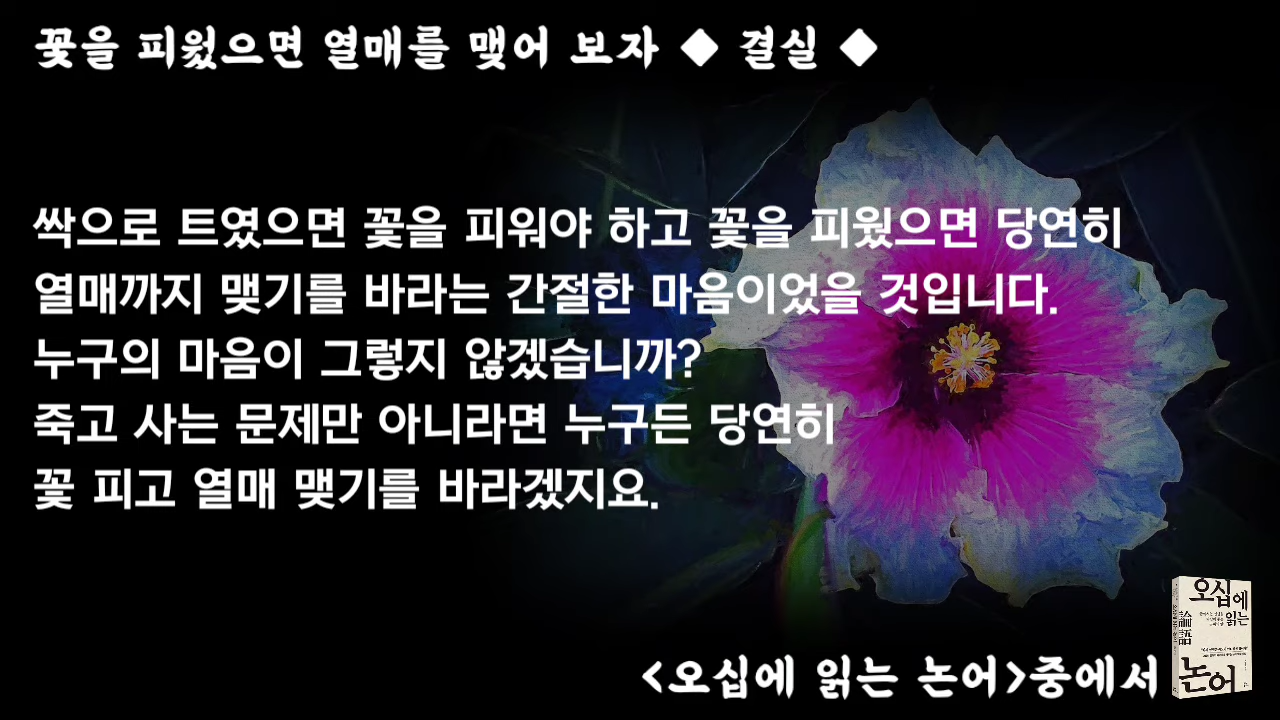 꽃을 피웠으면 열매를 맺어 보자 ◆ 결실 ◆
싹으로 트였으면 꽃을 피워야 하고 꽃을 피웠으면 당연히
열매까지 맺기를 바라는 간절한 마음이었을 것입니다.
누구의 마음이 그렇지 않겠습니까?
죽고 사는 문제만 아니라면 누구든 당연히
꽃 피고 열매 맺기를 바라겠지요.
<오십에 읽는 논어>중에서
오십에
읽는
論語
논어